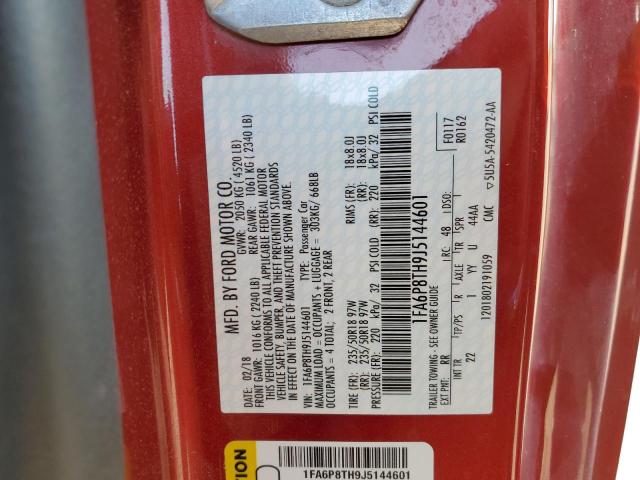 MFD. BY FORD MOTOR CO.
02/18 GVWR: 2050 KG ( 4520 LB)
FRONT GAWR: 1016 KG ( 2240 LB) REAR GAWR: 1061 KG ( 2340 LB)
THIS VEHICLE CONFORMS TO ALL APPLICABLE FEDERAL MOTOR
VEHICLE SAFETY, BUMPER, AND THEFT PREVENTION STANDARDS
IN EFFECT ON THE DATE OF MANUFACTURE SHOWN ABOVE.
VIN: 1FA6P8TH9J5144601 TYPE: Passenger Car
MAXIMUM LOAD = OCCUPANTS + LUGGAGE = 303KG/ 668LB
OCCUPANTS = 4 TOTAL; 2 FRONT, 2 REAR
TIRE (FR): 235/50R18 97W RIMS (FR): 18x8.0J
(RR): 235/50R18 97W (RR): 18x8.0J
PRESSURE (FR): 220 kPa/ 32 PSI COLD (RR): 220 kPa/ 32 PSI COLD
1FA6P8TH9J5144601
TRAILER TOWING- SEE OWNER GUIDE F0117
EXT PNT: RR RC: 48 DSO: R0162
INT TR TP/PS R AXLE TR SPR
22 1 YY U 44AA
1201802191059 CMC ▽5U5A-5420472-AA
TION
1FA6P8TH9J5144601